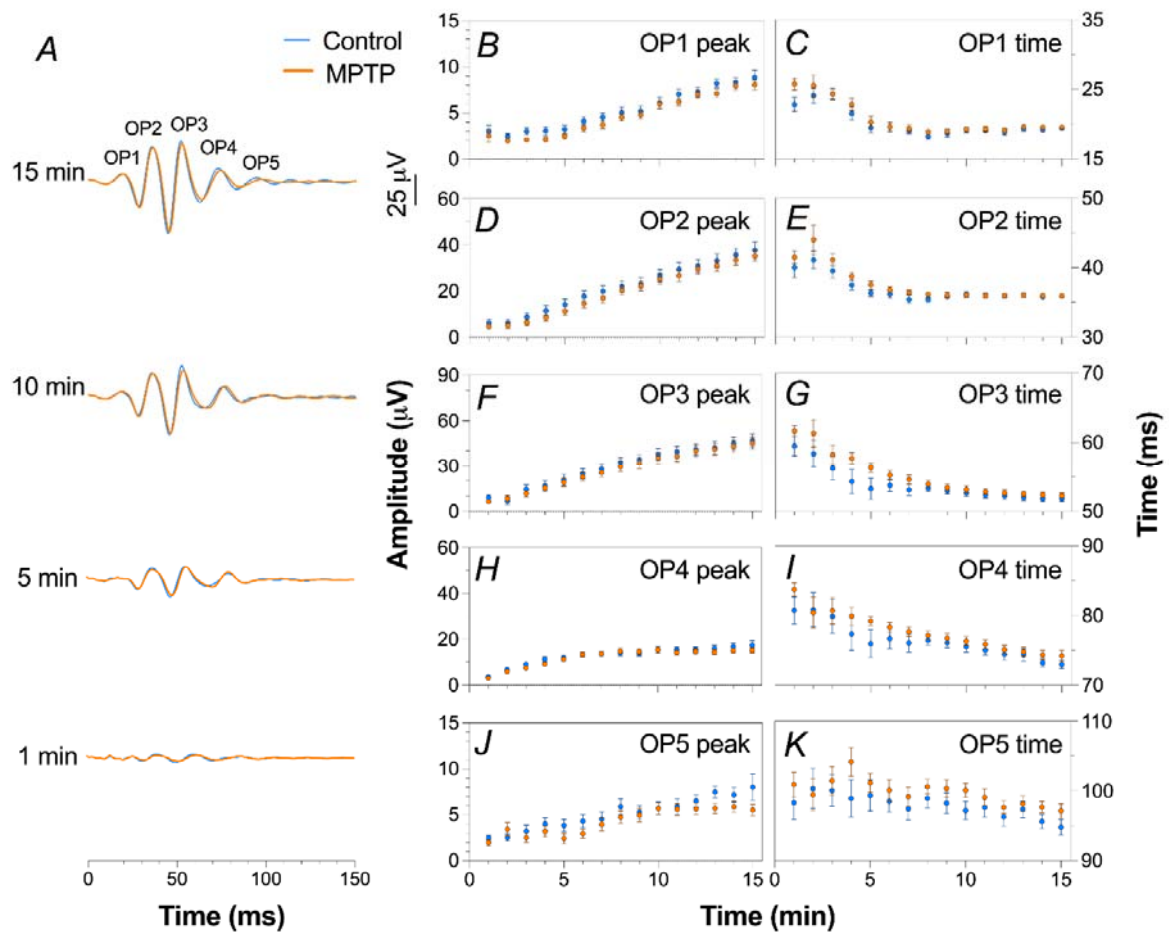 A
Control
MPTP
OP1
OP2
OP3
OP4
OP5
15 min
25 μV
10 min
5 min
1 min
0
50
100
150
Time (ms)
Amplitude (μV)
B
OP1 peak
15
10
5
0
C
OP1 time
35
25
15
D
OP2 peak
60
40
20
0
E
OP2 time
50
40
30
F
OP3 peak
90
60
30
0
G
OP3 time
70
60
50
H
OP4 peak
60
40
20
0
I
OP4 time
90
80
70
J
OP5 peak
15
10
5
0
K
OP5 time
110
100
90
0
5
10
15
0
5
10
15
Time (min)
Time (ms)